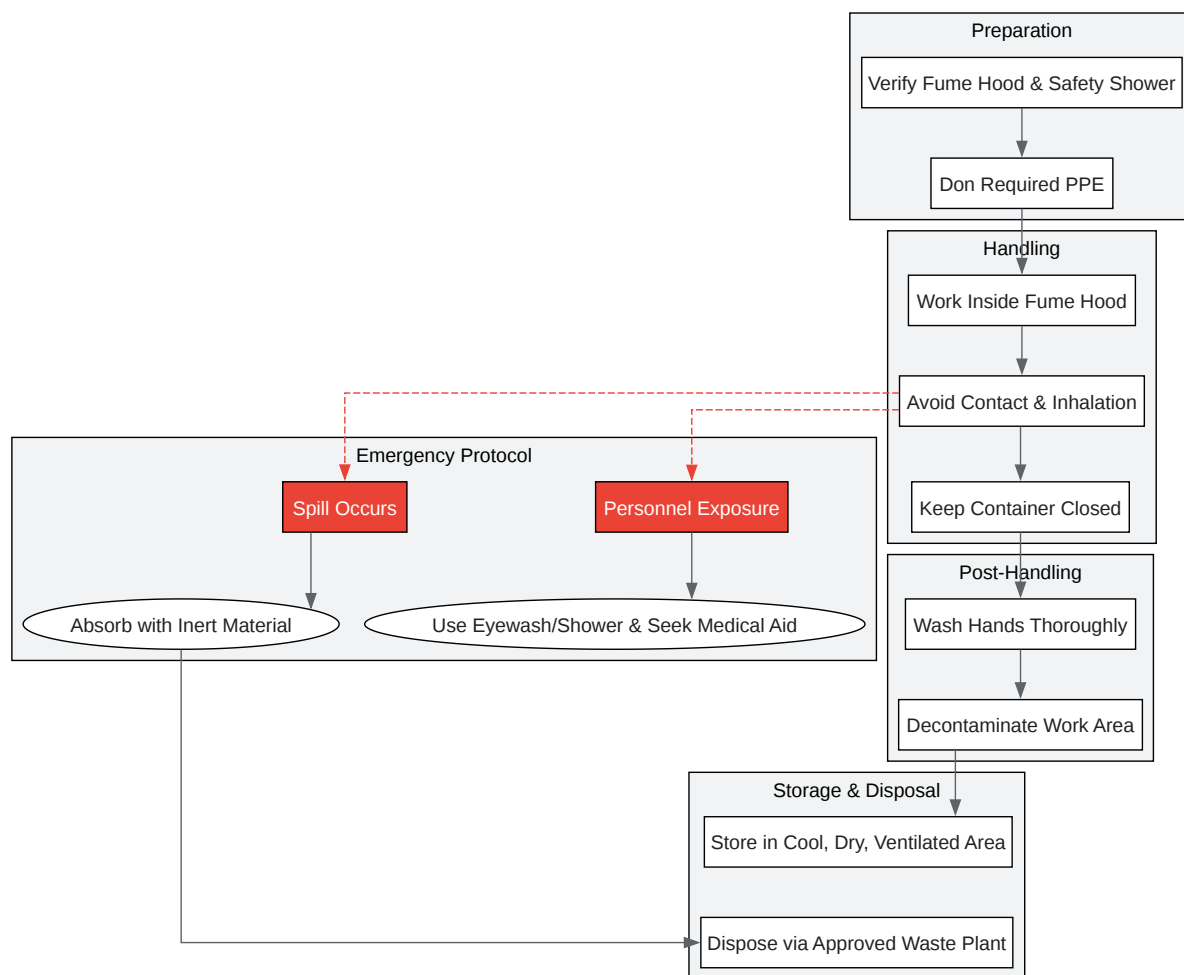 Preparation
Verify Fume Hood & Safety Shower
Don Required PPE
Handling
Work Inside Fume Hood
Avoid Contact & Inhalation
Keep Container Closed
Emergency Protocol
Spill Occurs
Personnel Exposure
Absorb with Inert Material
Use Eyewash/Shower & Seek Medical Aid
Post-Handling
Wash Hands Thoroughly
Decontaminate Work Area
Storage & Disposal
Store in Cool, Dry, Ventilated Area
Dispose via Approved Waste Plant